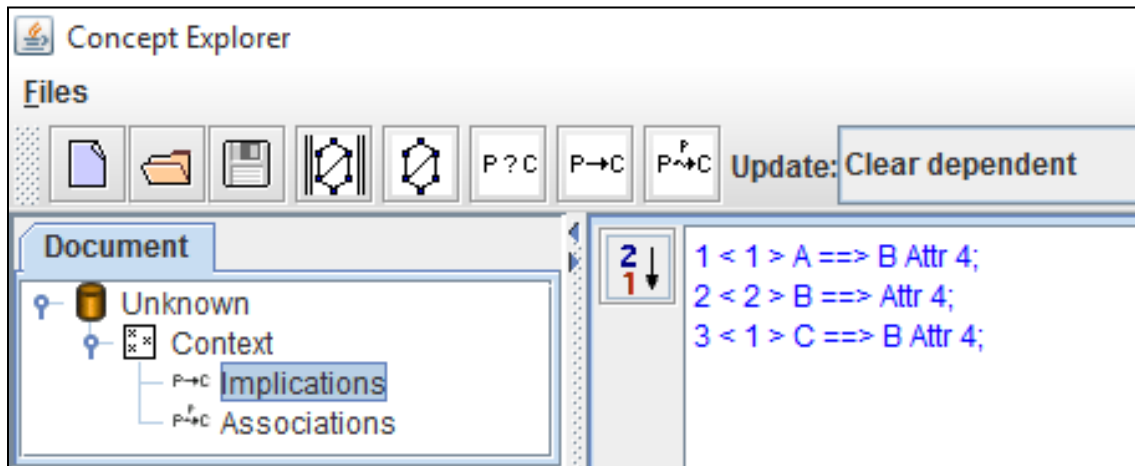 Concept Explorer
Files
P ? C P→C P P↝C Update: Clear dependent
Document
2 1
1 < 1 > A ==> B Attr 4;
2 < 2 > B ==> Attr 4;
3 < 1 > C ==> B Attr 4;
Unknown
Context
P→C Implications
P P↝C Associations